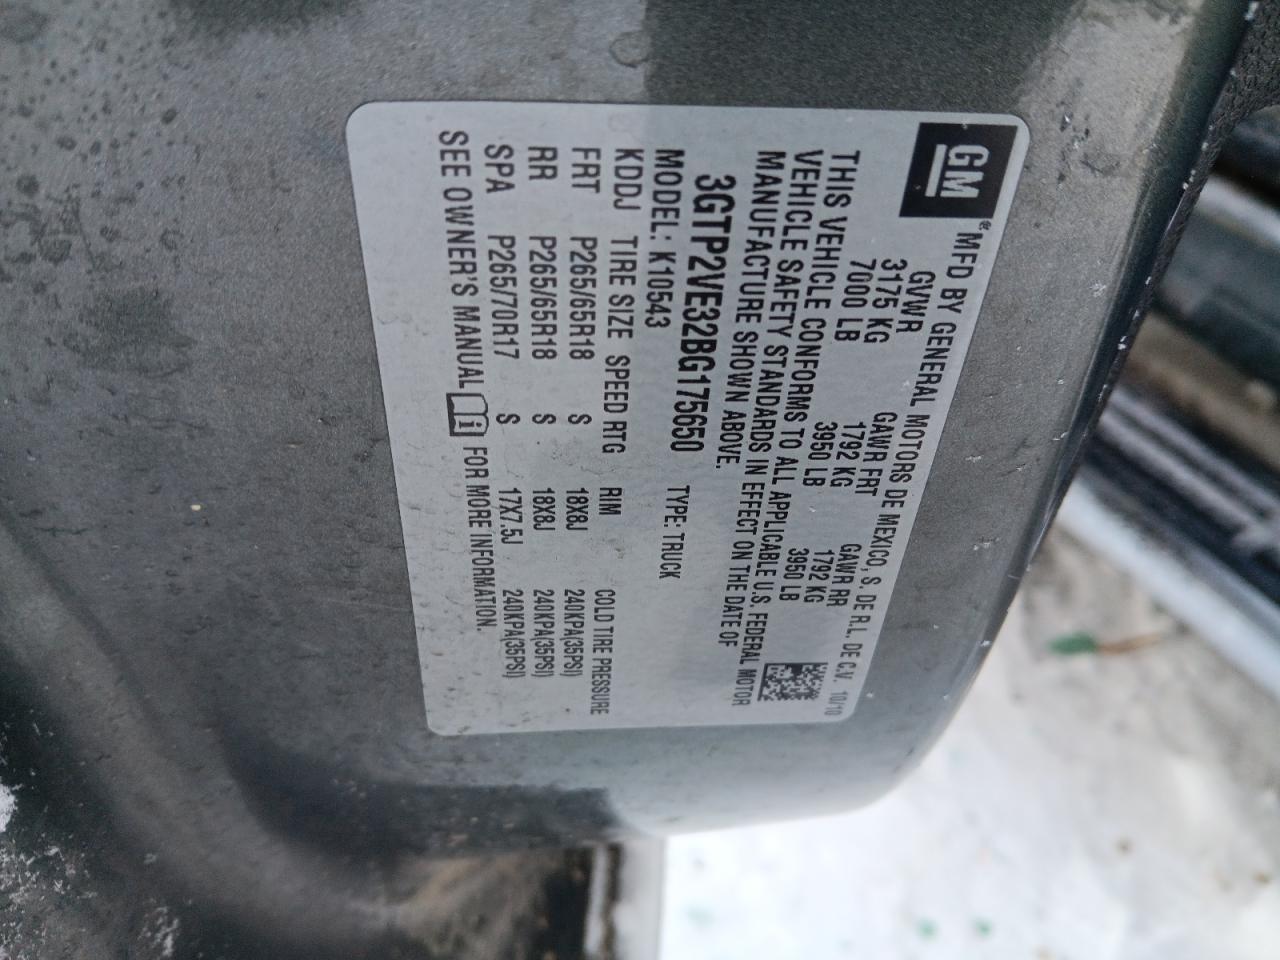 GM® MFD BY GENERAL MOTORS DE MEXICO, S. DE R.L. DE C.V. 10/10
GVWR GAWR FRT GAWR RR
3175 KG 1792 KG 1792 KG
7000 LB 3950 LB 3950 LB
THIS VEHICLE CONFORMS TO ALL APPLICABLE U.S. FEDERAL MOTOR
VEHICLE SAFETY STANDARDS IN EFFECT ON THE DATE OF
MANUFACTURE SHOWN ABOVE.
3GTP2VE32BG175650
MODEL: K10543 TYPE: TRUCK
KDDJ TIRE SIZE SPEED RTG RIM COLD TIRE PRESSURE
FRT P265/65R18 S 18X8J 240KPA(35PSI)
RR P265/65R18 S 18X8J 240KPA(35PSI)
SPA P265/70R17 S 17X7.5J 240KPA(35PSI)
SEE OWNER'S MANUAL i FOR MORE INFORMATION.